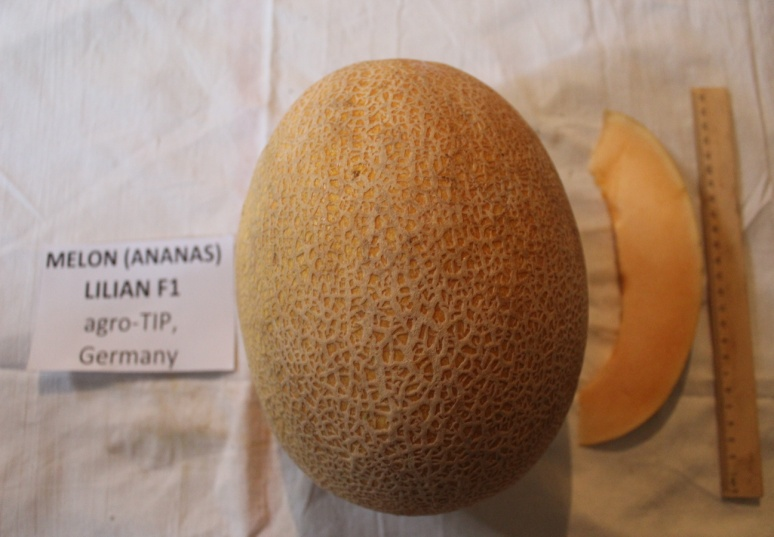 MELON (ANANAS)
LILIAN F1
agro-TIP,
Germany